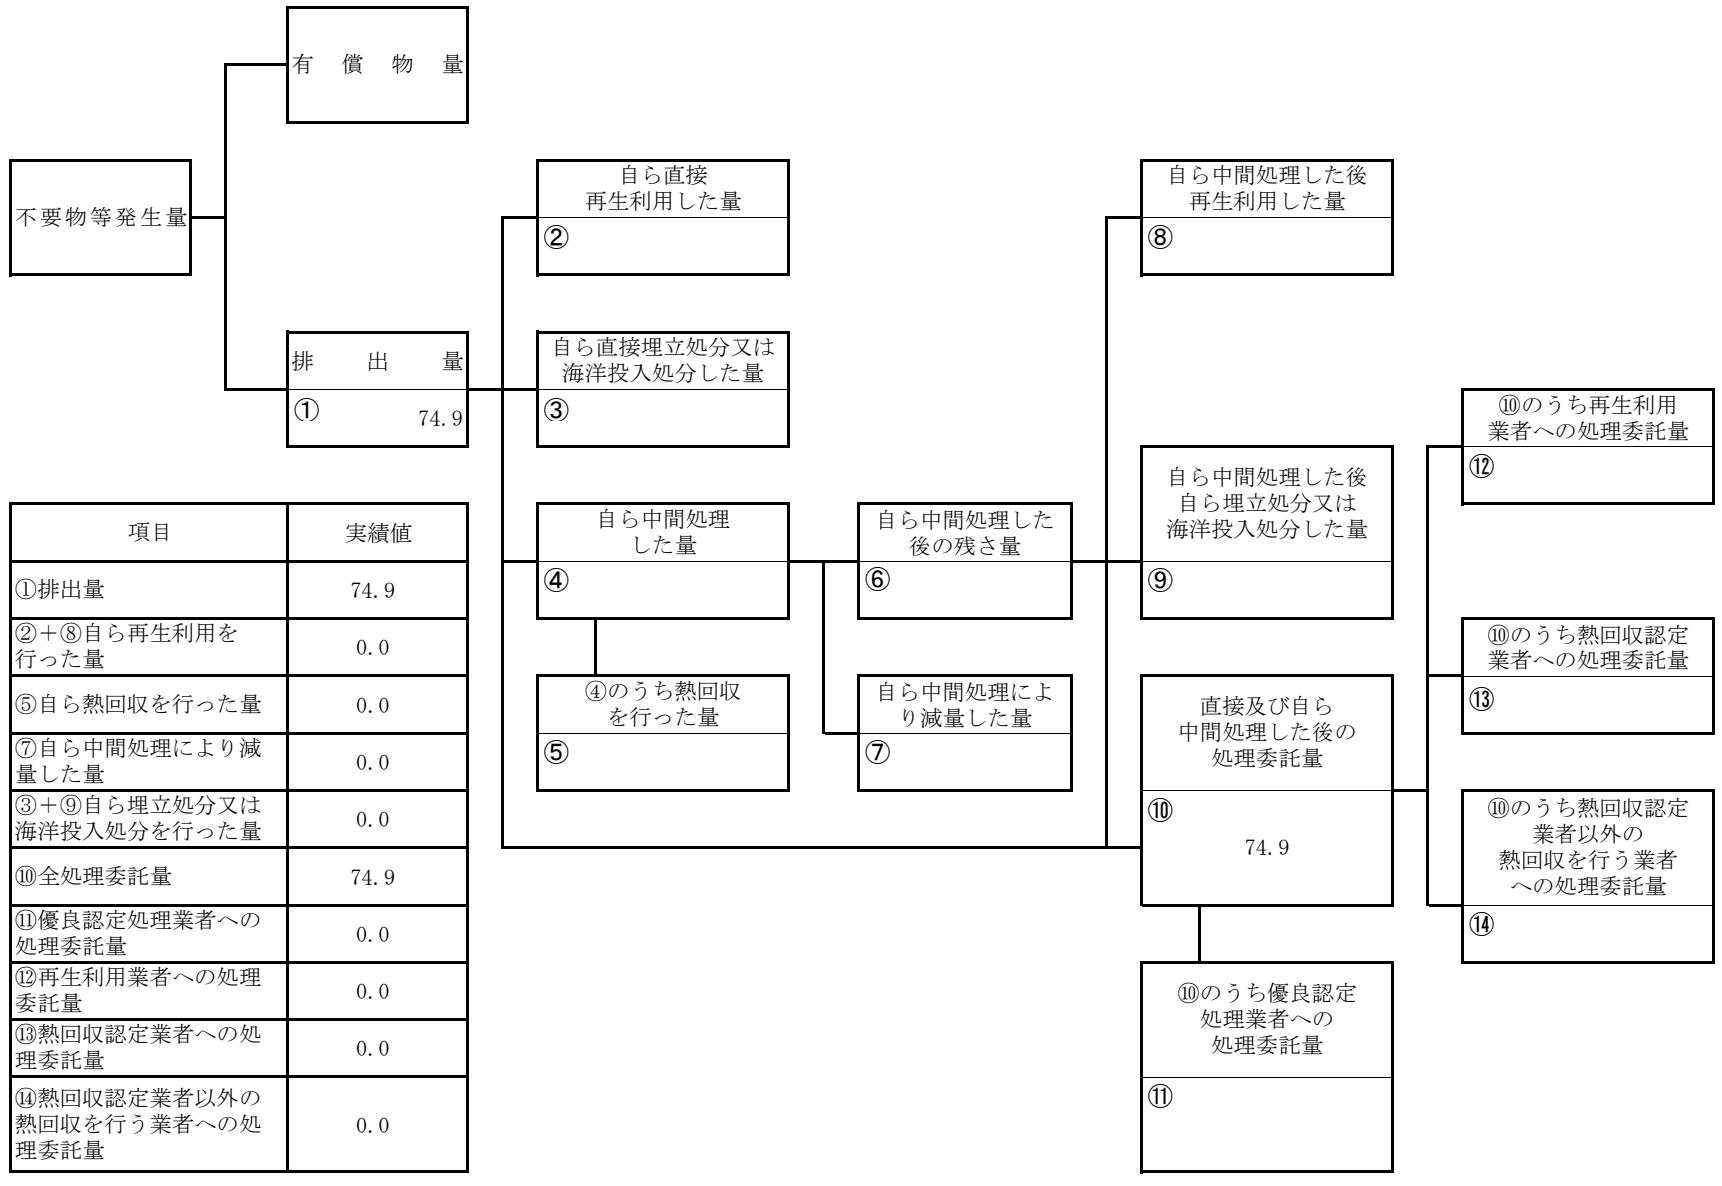 有償物量
不要物等発生量
排出量
①
74.9
自ら直接
再生利用した量
②
自ら直接埋立処分又は
海洋投入処分した量
③
自ら中間処理
した量
④
④のうち熱回収
を行った量
⑤
自ら中間処理した
後の残さ量
⑥
自ら中間処理によ
り減量した量
⑦
自ら中間処理した後
再生利用した量
⑧
自ら中間処理した後
自ら埋立処分又は
海洋投入処分した量
⑨
直接及び自ら
中間処理した後の
処理委託量
⑩
74.9
⑩のうち優良認定
処理業者への
処理委託量
⑪
⑩のうち再生利用
業者への処理委託量
⑫
⑩のうち熱回収認定
業者への処理委託量
⑬
⑩のうち熱回収認定
業者以外の
熱回収を行う業者
への処理委託量
⑭
項目 実績値
①排出量 74.9
②＋⑧自ら再生利用を
行った量 0.0
⑤自ら熱回収を行った量 0.0
⑦自ら中間処理により減
量した量 0.0
③＋⑨自ら埋立処分又は
海洋投入処分を行った量 0.0
⑩全処理委託量 74.9
⑪優良認定処理業者への
処理委託量 0.0
⑫再生利用業者への処理
委託量 0.0
⑬熱回収認定業者への処
理委託量 0.0
⑭熱回収認定業者以外の
熱回収を行う業者への処
理委託量 0.0